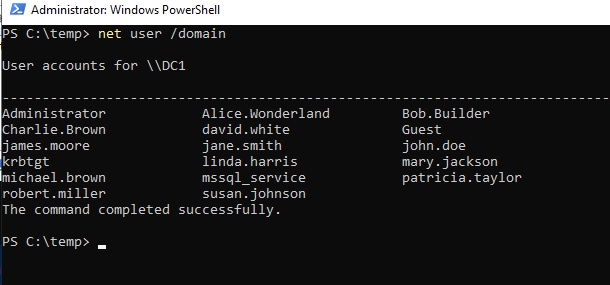 Administrator: Windows PowerShell
PS C:\temp> net user /domain
User accounts for \\DC1
-------------------------------------------------------------------------------
Administrator            Alice.Wonderland         Bob.Builder
Charlie.Brown            david.white              Guest
james.moore              jane.smith               john.doe
krbtgt                   linda.harris             mary.jackson
michael.brown            mssql_service            patricia.taylor
robert.miller            susan.johnson
The command completed successfully.
PS C:\temp>